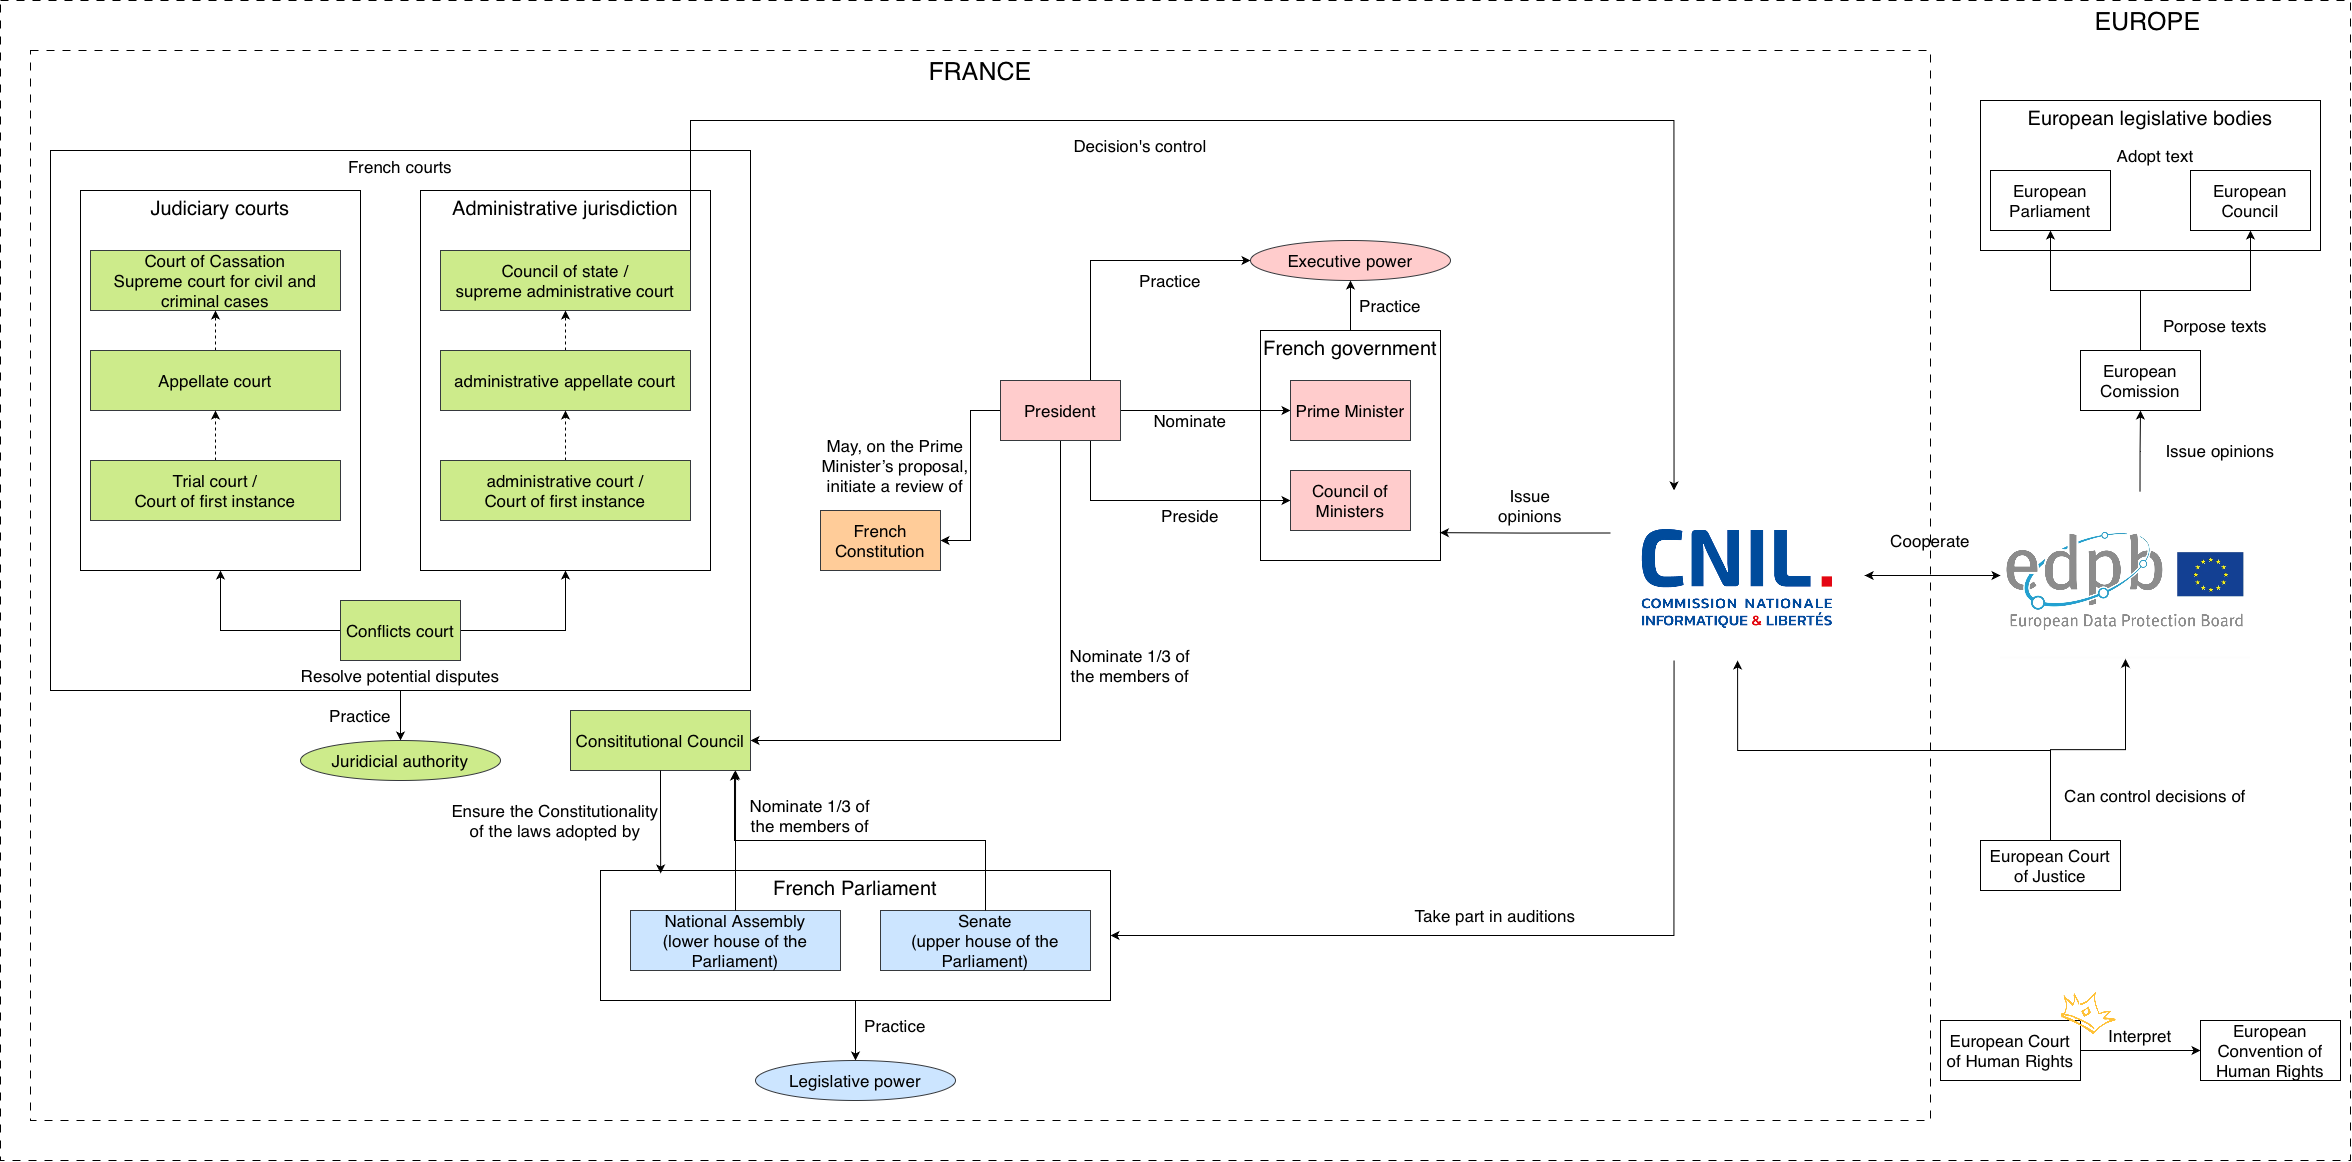 EUROPE
FRANCE
European legislative bodies
Adopt text
European
Parliament
European
Council
Porpose texts
European
Comission
Issue opinions
Decision's control
French courts
Judiciary courts
Court of Cassation
Supreme court for civil and
criminal cases
Appellate court
Trial court /
Court of first instance
Administrative jurisdiction
Council of state /
supreme administrative court
administrative appellate court
administrative court /
Court of first instance
Conflicts court
Resolve potential disputes
Practice
Juridicial authority
Executive power
Practice
Practice
French government
President
Nominate
Prime Minister
Preside
Council of
Ministers
May, on the Prime
Minister’s proposal,
initiate a review of
French
Constitution
Issue
opinions
CNIL.
COMMISSION NATIONALE
INFORMATIQUE & LIBERTÉS
Cooperate
edpb
European Data Protection Board
Nominate 1/3 of
the members of
Consititutional Council
Ensure the Constitutionality
of the laws adopted by
Nominate 1/3 of
the members of
French Parliament
National Assembly
(lower house of the
Parliament)
Senate
(upper house of the
Parliament)
Practice
Legislative power
Take part in auditions
Can control decisions of
European Court
of Justice
European Court
of Human Rights
Interpret
European
Convention of
Human Rights